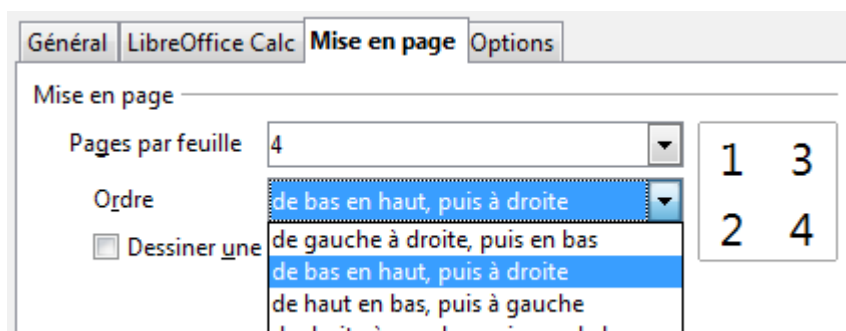 Général LibreOffice Calc Mise en page Options
Mise en page
Pages par feuille 4
1 3
Ordre de bas en haut, puis à droite
2 4
Dessiner une
de gauche à droite, puis en bas
de bas en haut, puis à droite
de haut en bas, puis à gauche